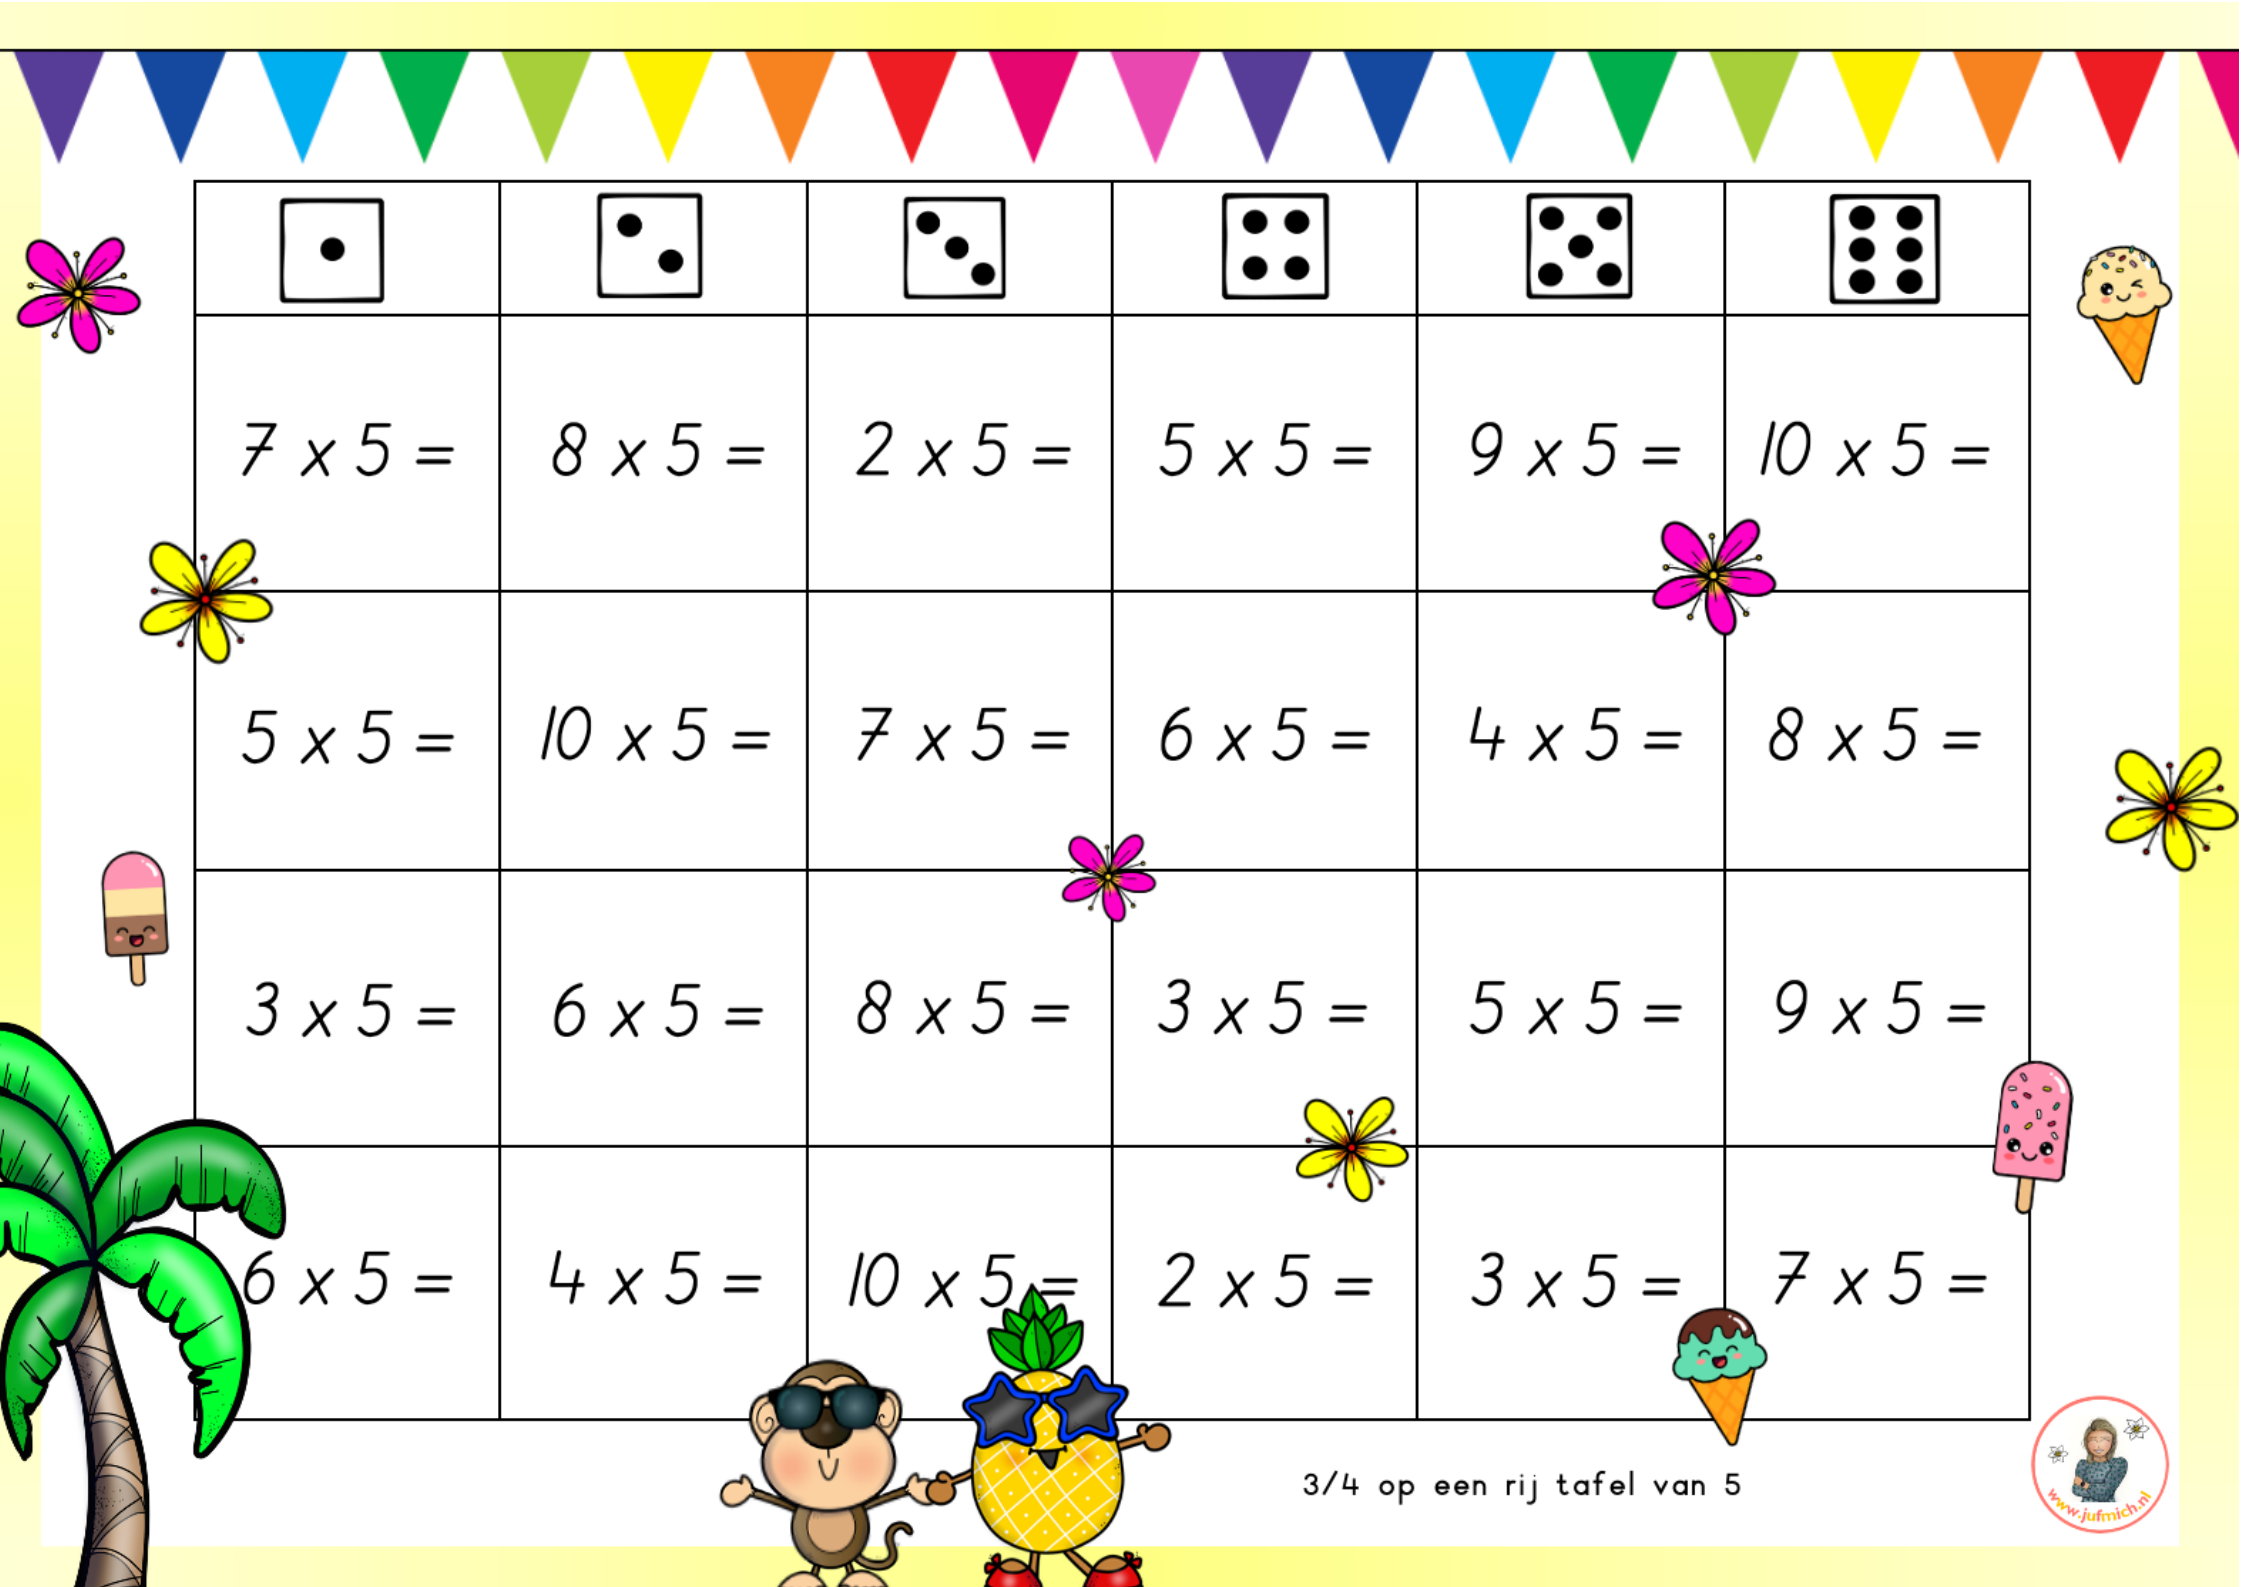 7 x 5 = 8 x 5 = 2 x 5 = 5 x 5 = 9 x 5 = 10 x 5 =
5 x 5 = 10 x 5 = 7 x 5 = 6 x 5 = 4 x 5 = 8 x 5 =
3 x 5 = 6 x 5 = 8 x 5 = 3 x 5 = 5 x 5 = 9 x 5 =
6 x 5 = 4 x 5 = 10 x 5 = 2 x 5 = 3 x 5 = 7 x 5 =
3/4 op een rij tafel van 5
www.jufmich.nl